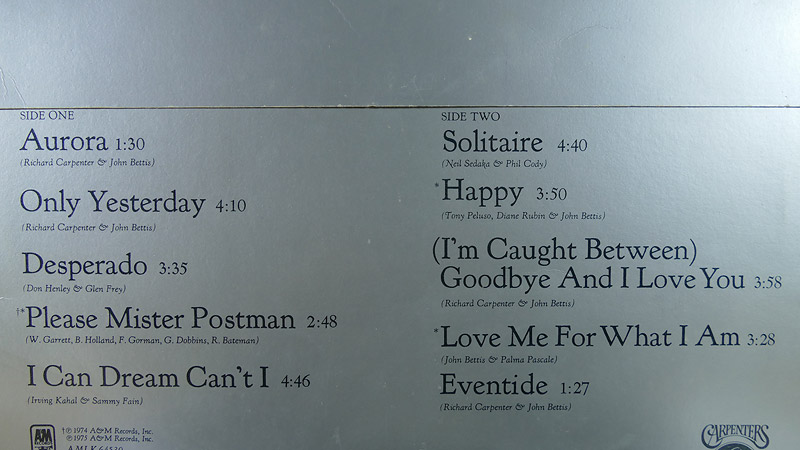 SIDE ONE
Aurora 1:30
(Richard Carpenter & John Bettis)
Only Yesterday 4:10
(Richard Carpenter & John Bettis)
Desperado 3:35
(Don Henley & Glen Frey)
†*Please Mister Postman 2:48
(W. Garrett, B. Holland, F. Gorman, G. Dobbins, R. Bateman)
I Can Dream Can't I 4:46
(Irving Kahal & Sammy Fain)
A&M
†℗ 1974 A&M Records, Inc.
℗ 1975 A&M Records, Inc.
SIDE TWO
Solitaire 4:40
(Neil Sedaka & Phil Cody)
*Happy 3:50
(Tony Peluso, Diane Rubin & John Bettis)
(I'm Caught Between)
Goodbye And I Love You 3:58
(Richard Carpenter & John Bettis)
*Love Me For What I Am 3:28
(John Bettis & Palma Pascale)
Eventide 1:27
(Richard Carpenter & John Bettis)
CARPENTERS